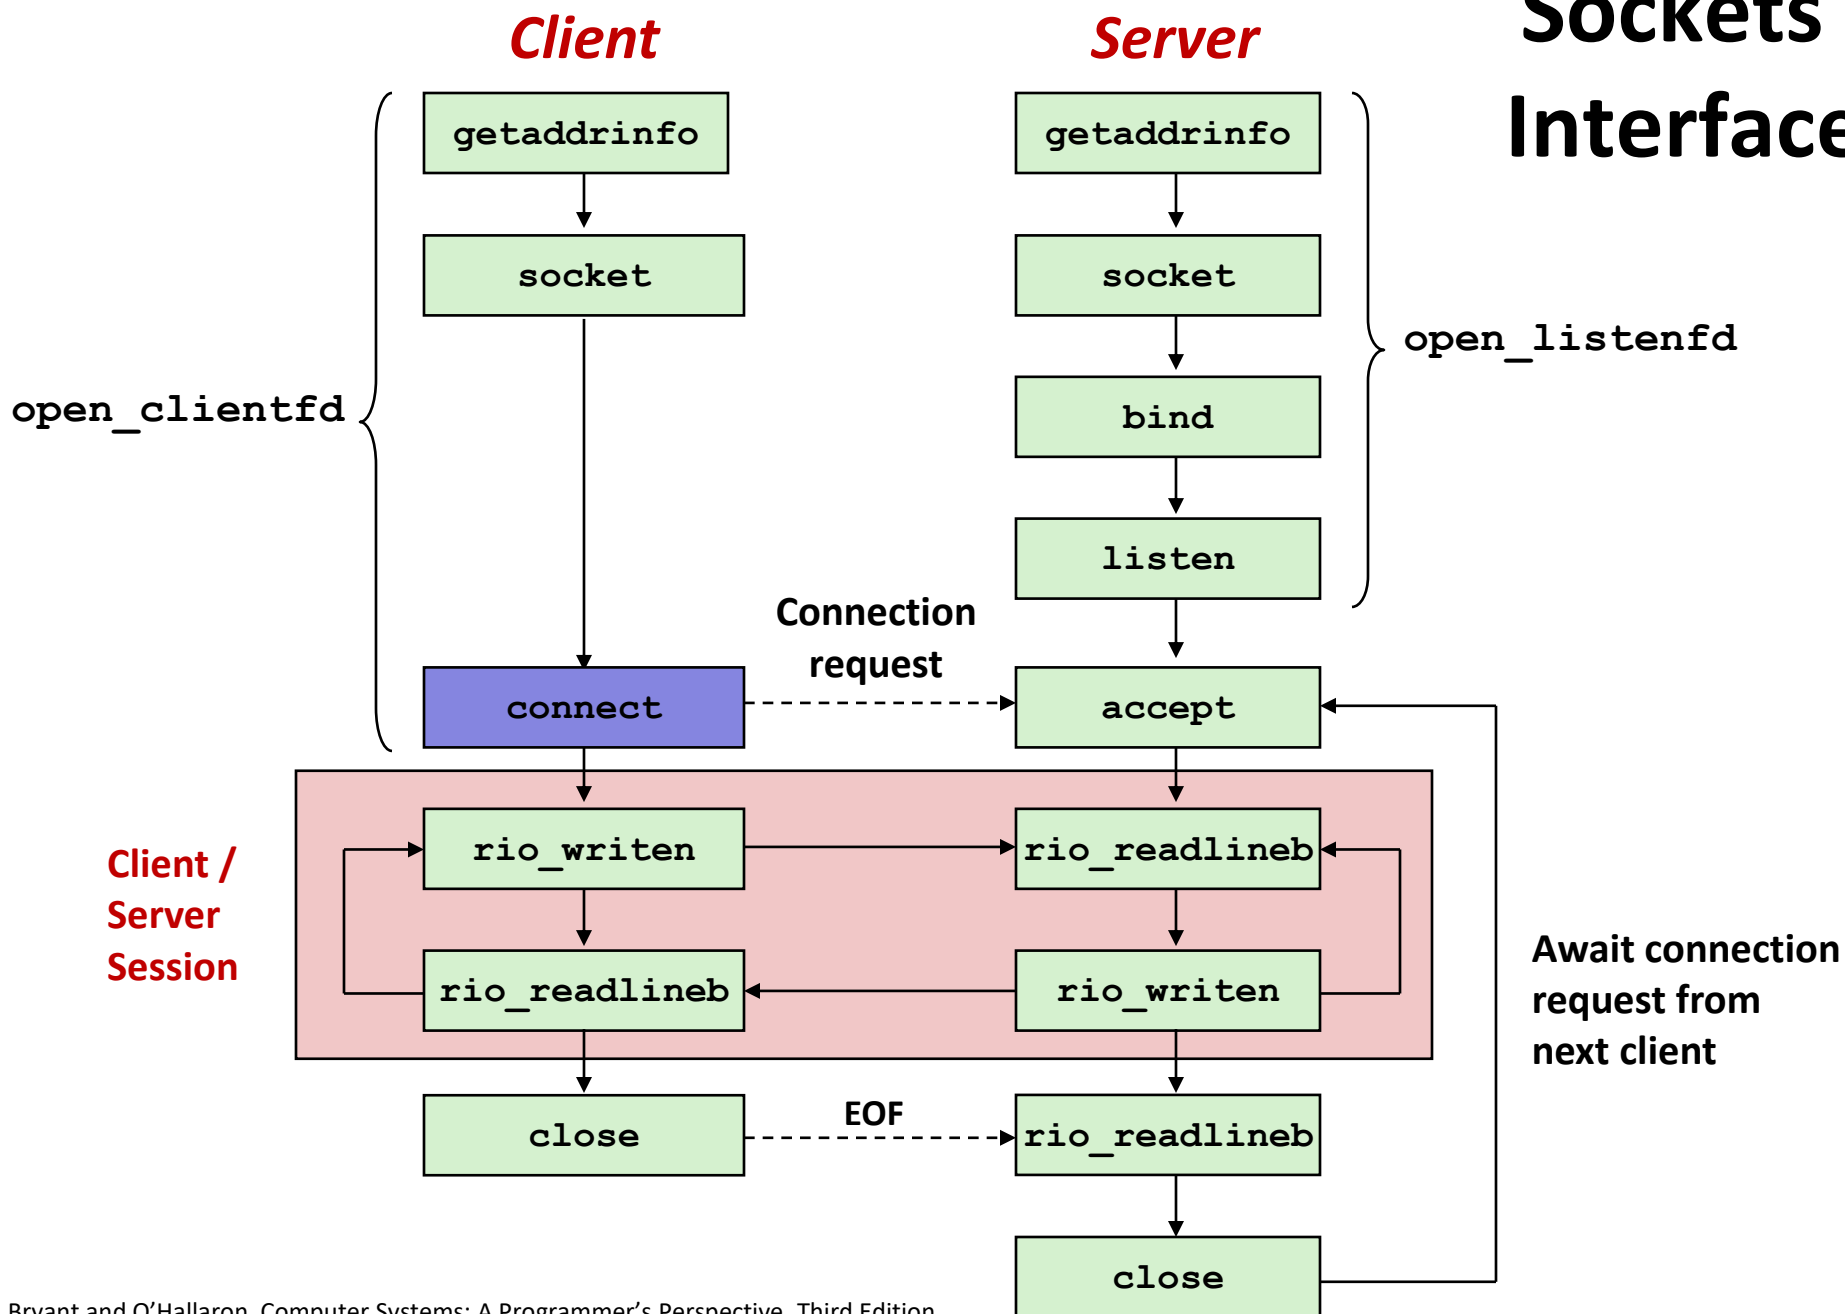 Sockets
Interface
Client
Server
getaddrinfo
getaddrinfo
socket
socket
open_listenfd
open_clientfd
bind
listen
Connection
request
connect
accept
Client /
Server
Session
rio_writen
rio_readlineb
rio_readlineb
rio_writen
Await connection
request from
next client
close
EOF
rio_readlineb
close
Bryant and O'Hallaron, Computer Systems: A Programmer's Perspective, Third Edition